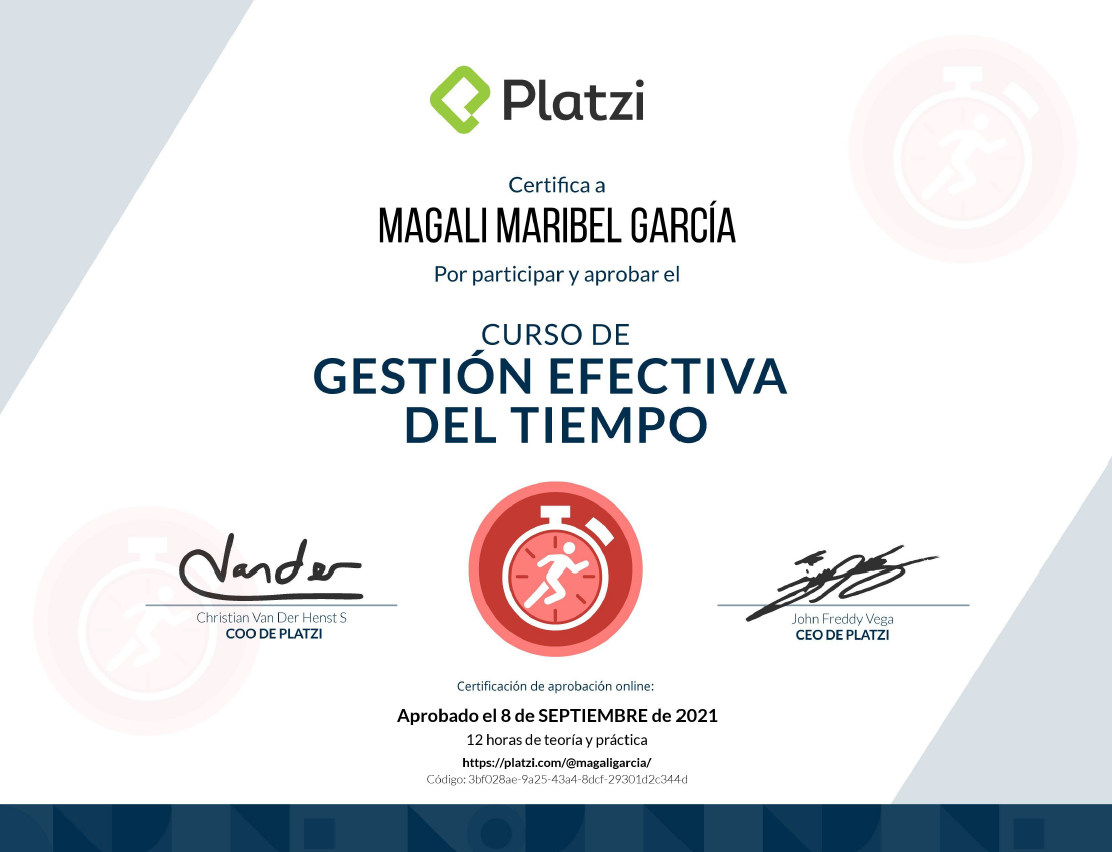 Platzi
Certifica a
MAGALI MARIBEL GARCÍA
Por participar y aprobar el
CURSO DE
GESTIÓN EFECTIVA
DEL TIEMPO
Vander
Christian Van Der Henst S
COO DE PLATZI
John Freddy Vega
CEO DE PLATZI
Certificación de aprobación online:
Aprobado el 8 de SEPTIEMBRE de 2021
12 horas de teoría y práctica
https://platzi.com/@magaligarcia/
Código: 3bf028ae-9a25-43a4-8dcf-29301d2c344d